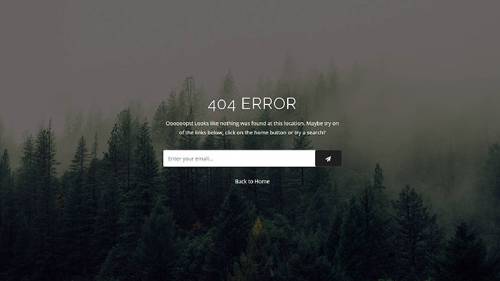 404 ERROR
Oooooops! Looks like nothing was found at this location. Maybe try on
of the links below, click on the home button or try a search?
Enter your email...
Back to Home